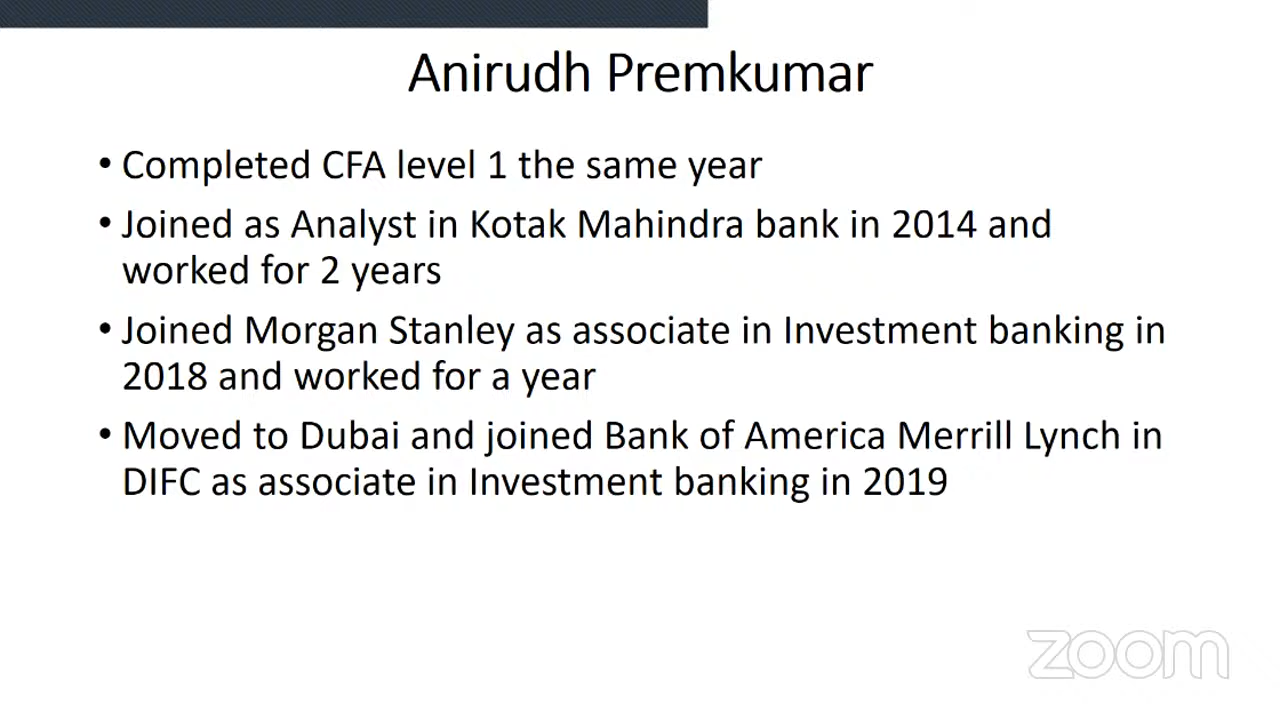 Anirudh Premkumar
• Completed CFA level 1 the same year
• Joined as Analyst in Kotak Mahindra bank in 2014 and
worked for 2 years
• Joined Morgan Stanley as associate in Investment banking in
2018 and worked for a year
• Moved to Dubai and joined Bank of America Merrill Lynch in
DIFC as associate in Investment banking in 2019
zoom